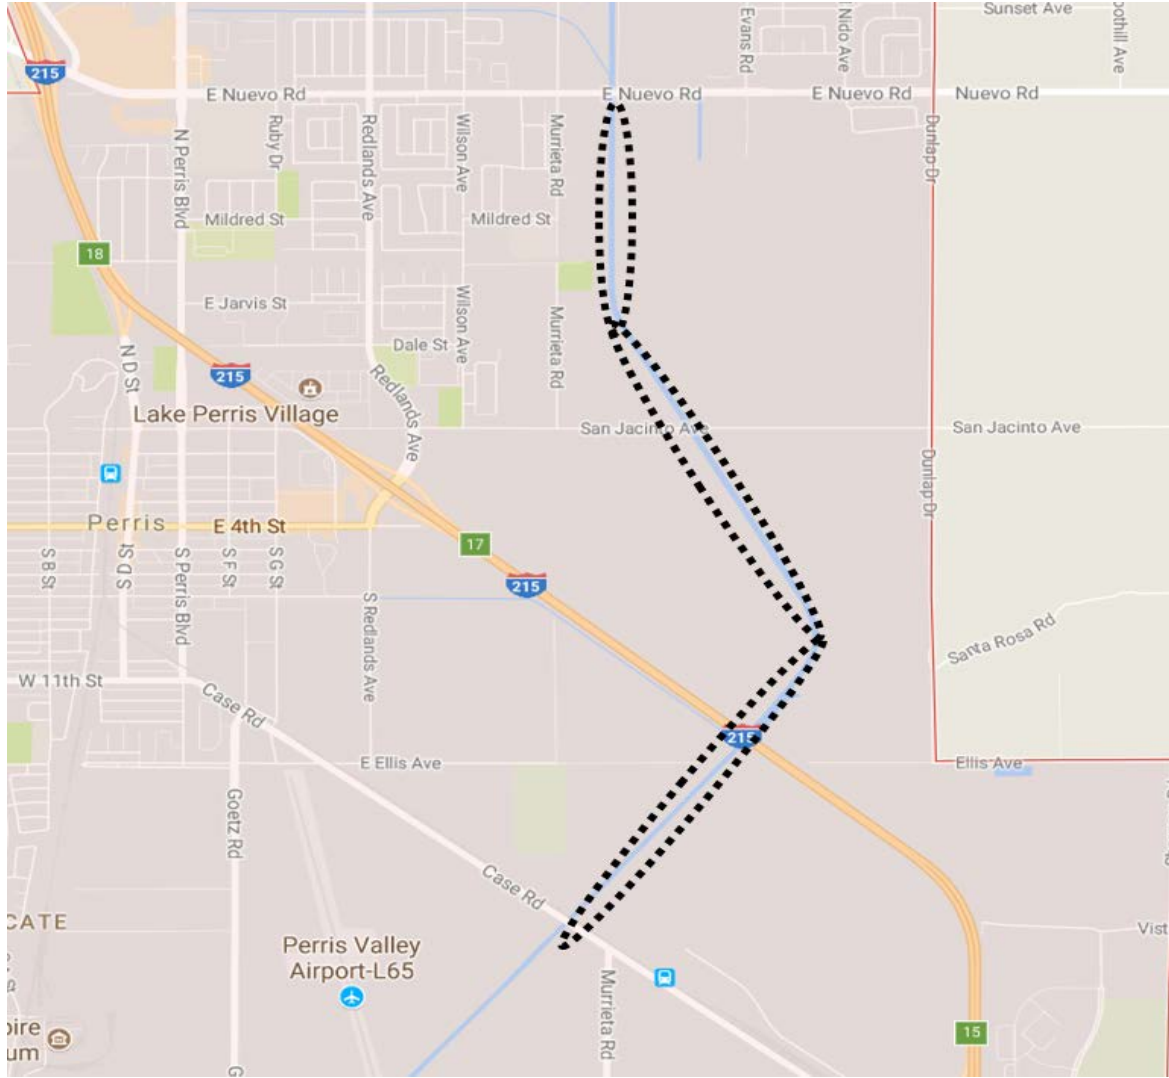 Sunset Ave
215
E Nuevo Rd
E Nuevo Rd
E Nuevo Rd
Nuevo Rd
Evans Rd
Nido Ave
oothill Ave
N Perris Blvd
Ruby Dr
Redlands Ave
Wilson Ave
Murrieta Rd
Dunlap Dr
Mildred St
Mildred St
18
E Jarvis St
Wilson Ave
Murrieta Rd
N D St
Dale St
215
Redlands Ave
Lake Perris Village
San Jacinto Ave
San Jacinto Ave
Dunlap Dr
Perris
E 4th St
17
S B St
S Perris Blvd
S F St
S G St
215
S Redlands Ave
Santa Rosa Rd
W 11th St
Case Rd
215
E Ellis Ave
Ellis Ave
Goetz Rd
Case Rd
CATE
Vist
Perris Valley
Airport-L65
Murrieta Rd
15
pire
um
G